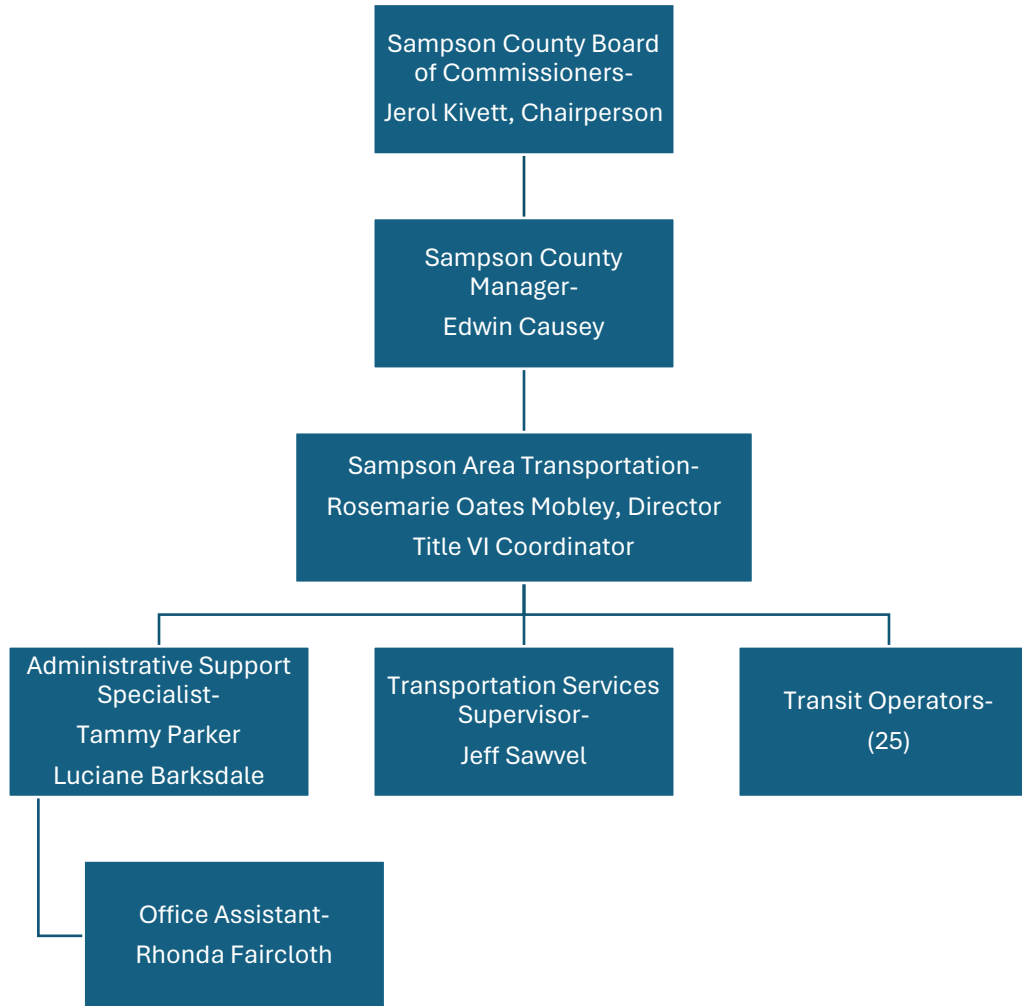 Sampson County Board
of Commissioners-
Jerol Kivett, Chairperson
Sampson County
Manager-
Edwin Causey
Sampson Area Transportation-
Rosemarie Oates Mobley, Director
Title VI Coordinator
Administrative Support
Specialist-
Tammy Parker
Luciane Barksdale
Transportation Services
Supervisor-
Jeff Sawvel
Transit Operators-
(25)
Office Assistant-
Rhonda Faircloth